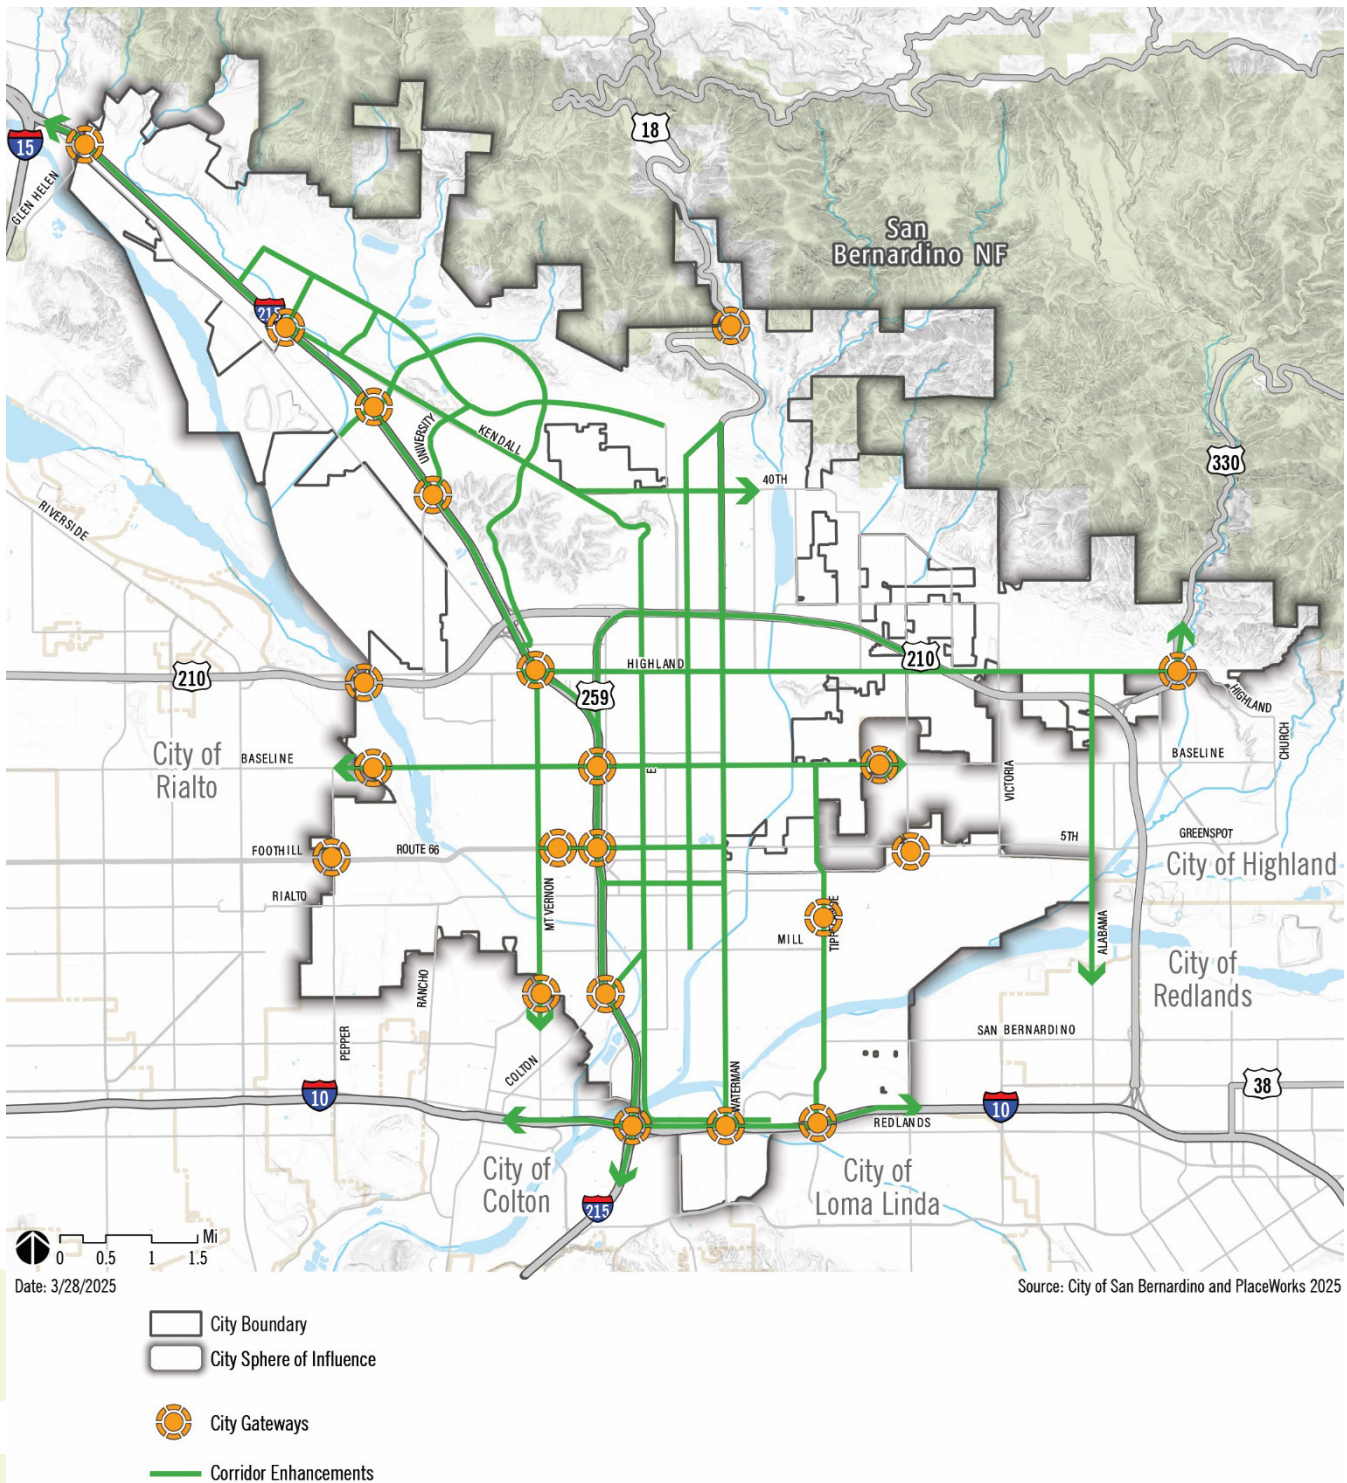 18
15
GLEN HELEN
San
Bernardino NF
215
UNIVERSITY
KENDALL
330
40TH
RIVERSIDE
210
HIGHLAND
210
259
HIGHLAND
City of
Rialto
BASELINE
E
VICTORIA
BASELINE
CHURCH
FOOTHILL
ROUTE 66
5TH
GREENSPOT
City of Highland
RIALTO
MT VERNON
MILL
ALABAMA
City of
Redlands
RANCHO
SAN BERNARDINO
PEPPER
COLTON
WATERMAN
10
10
38
REDLANDS
City of
Colton
City of
Loma Linda
215
Mi
0 0.5 1 1.5
Date: 3/28/2025
Source: City of San Bernardino and PlaceWorks 2025
City Boundary
City Sphere of Influence
City Gateways
Corridor Enhancements